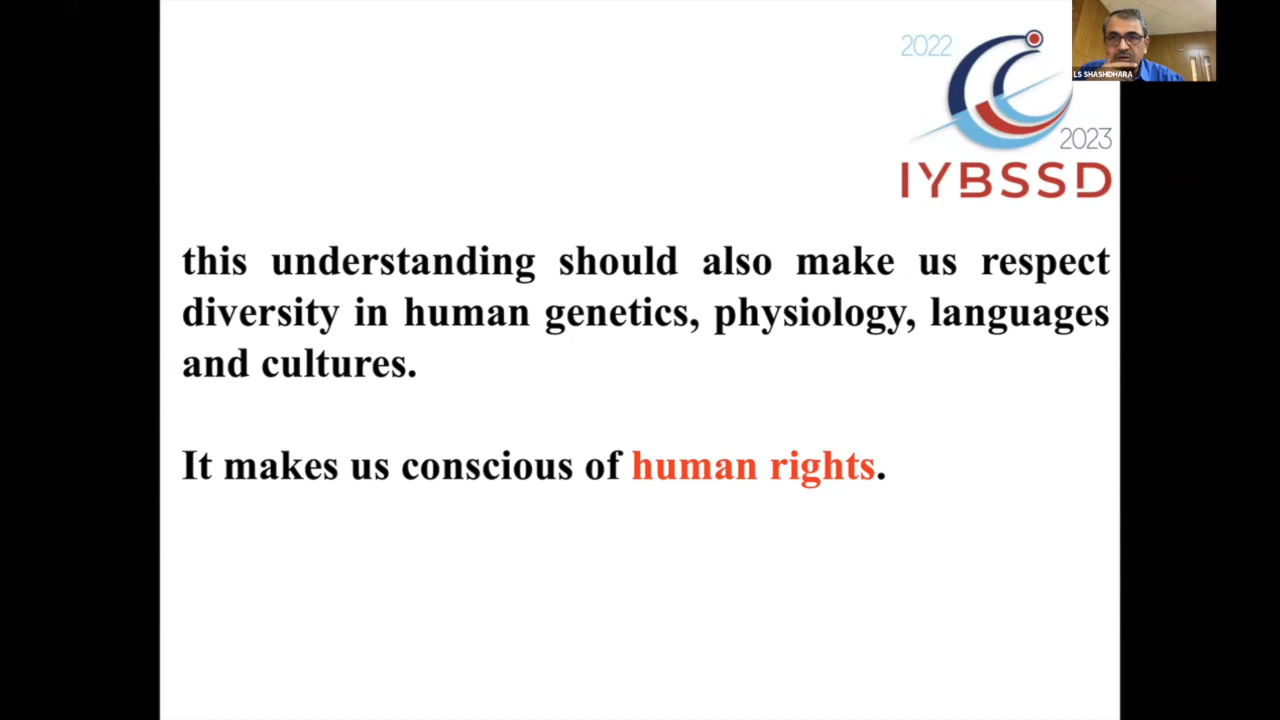 2022
2023
IYBSSD
LS SHASHIDHARA
this understanding should also make us respect
diversity in human genetics, physiology, languages
and cultures.
It makes us conscious of human rights.